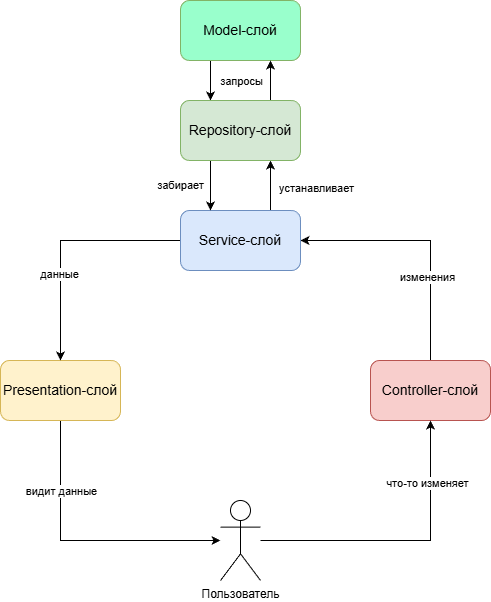 Model-слой
запросы
Repository-слой
забирает
устанавливает
Service-слой
данные
изменения
Presentation-слой
Controller-слой
видит данные
что-то изменяет
Пользователь